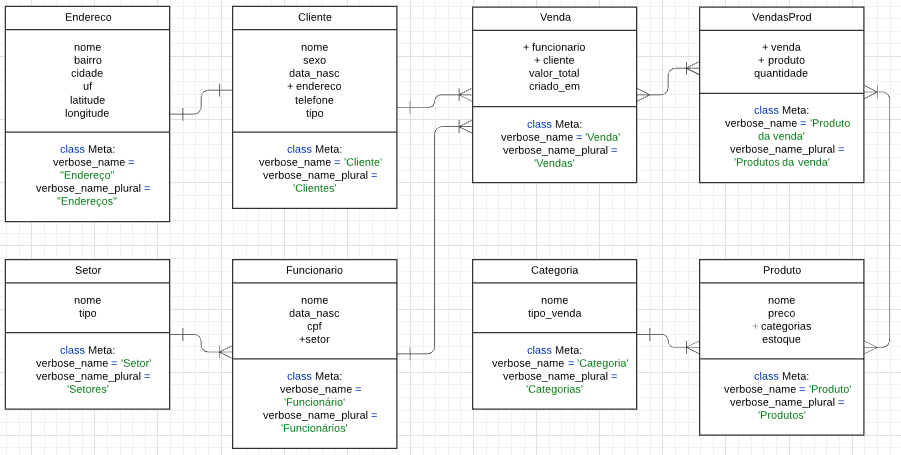 Endereco
nome
bairro
cidade
uf
latitude
longitude
class Meta:
verbose_name =
"Endereço"
verbose_name_plural =
"Endereços"
Cliente
nome
sexo
data_nasc
+ endereco
telefone
tipo
class Meta:
verbose_name = 'Cliente'
verbose_name_plural =
'Clientes'
Venda
+ funcionario
+ cliente
valor_total
criado_em
class Meta:
verbose_name = 'Venda'
verbose_name_plural =
'Vendas'
VendasProd
+ venda
+ produto
quantidade
class Meta:
verbose_name = 'Produto
da venda'
verbose_name_plural =
'Produtos da venda'
Setor
nome
tipo
class Meta:
verbose_name = 'Setor'
verbose_name_plural =
'Setores'
Funcionario
nome
data_nasc
cpf
+setor
class Meta:
verbose_name =
'Funcionário'
verbose_name_plural =
'Funcionários'
Categoria
nome
tipo_venda
class Meta:
verbose_name = 'Categoria'
verbose_name_plural =
'Categorias'
Produto
nome
preco
+ categorias
estoque
class Meta:
verbose_name = 'Produto'
verbose_name_plural =
'Produtos'